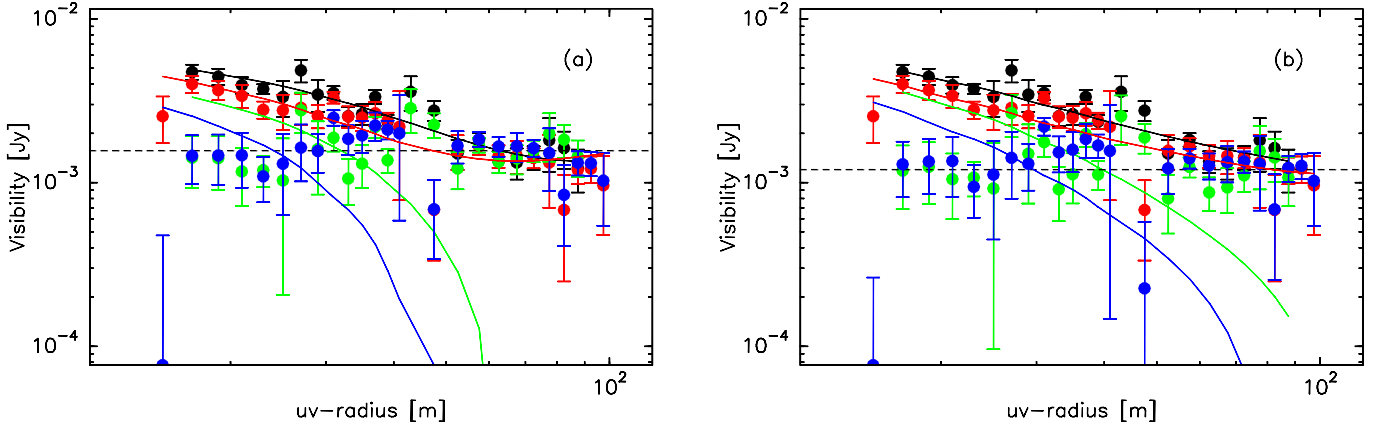 10⁻² (a)
Visibility [Jy]
10⁻³
10⁻⁴
10²
uv−radius [m]
10⁻² (b)
Visibility [Jy]
10⁻³
10⁻⁴
10²
uv−radius [m]